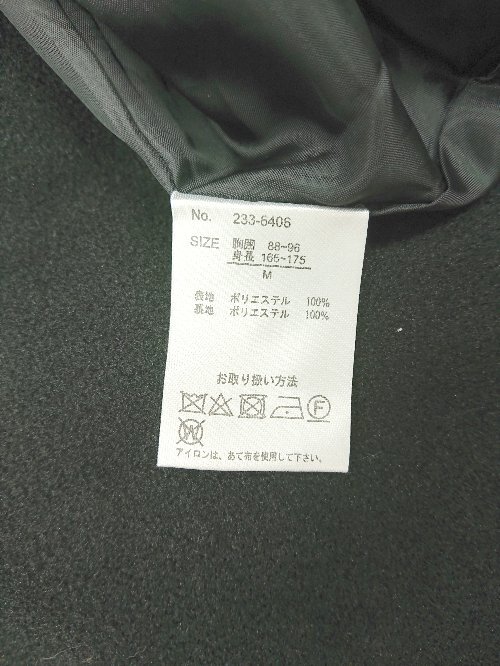 No. 233-6406
SIZE 胸囲 88~96
身長 165~175
M
表地 ポリエステル 100%
裏地 ポリエステル 100%
お取り扱い方法
F
W
アイロンは、あて布を使用して下さい